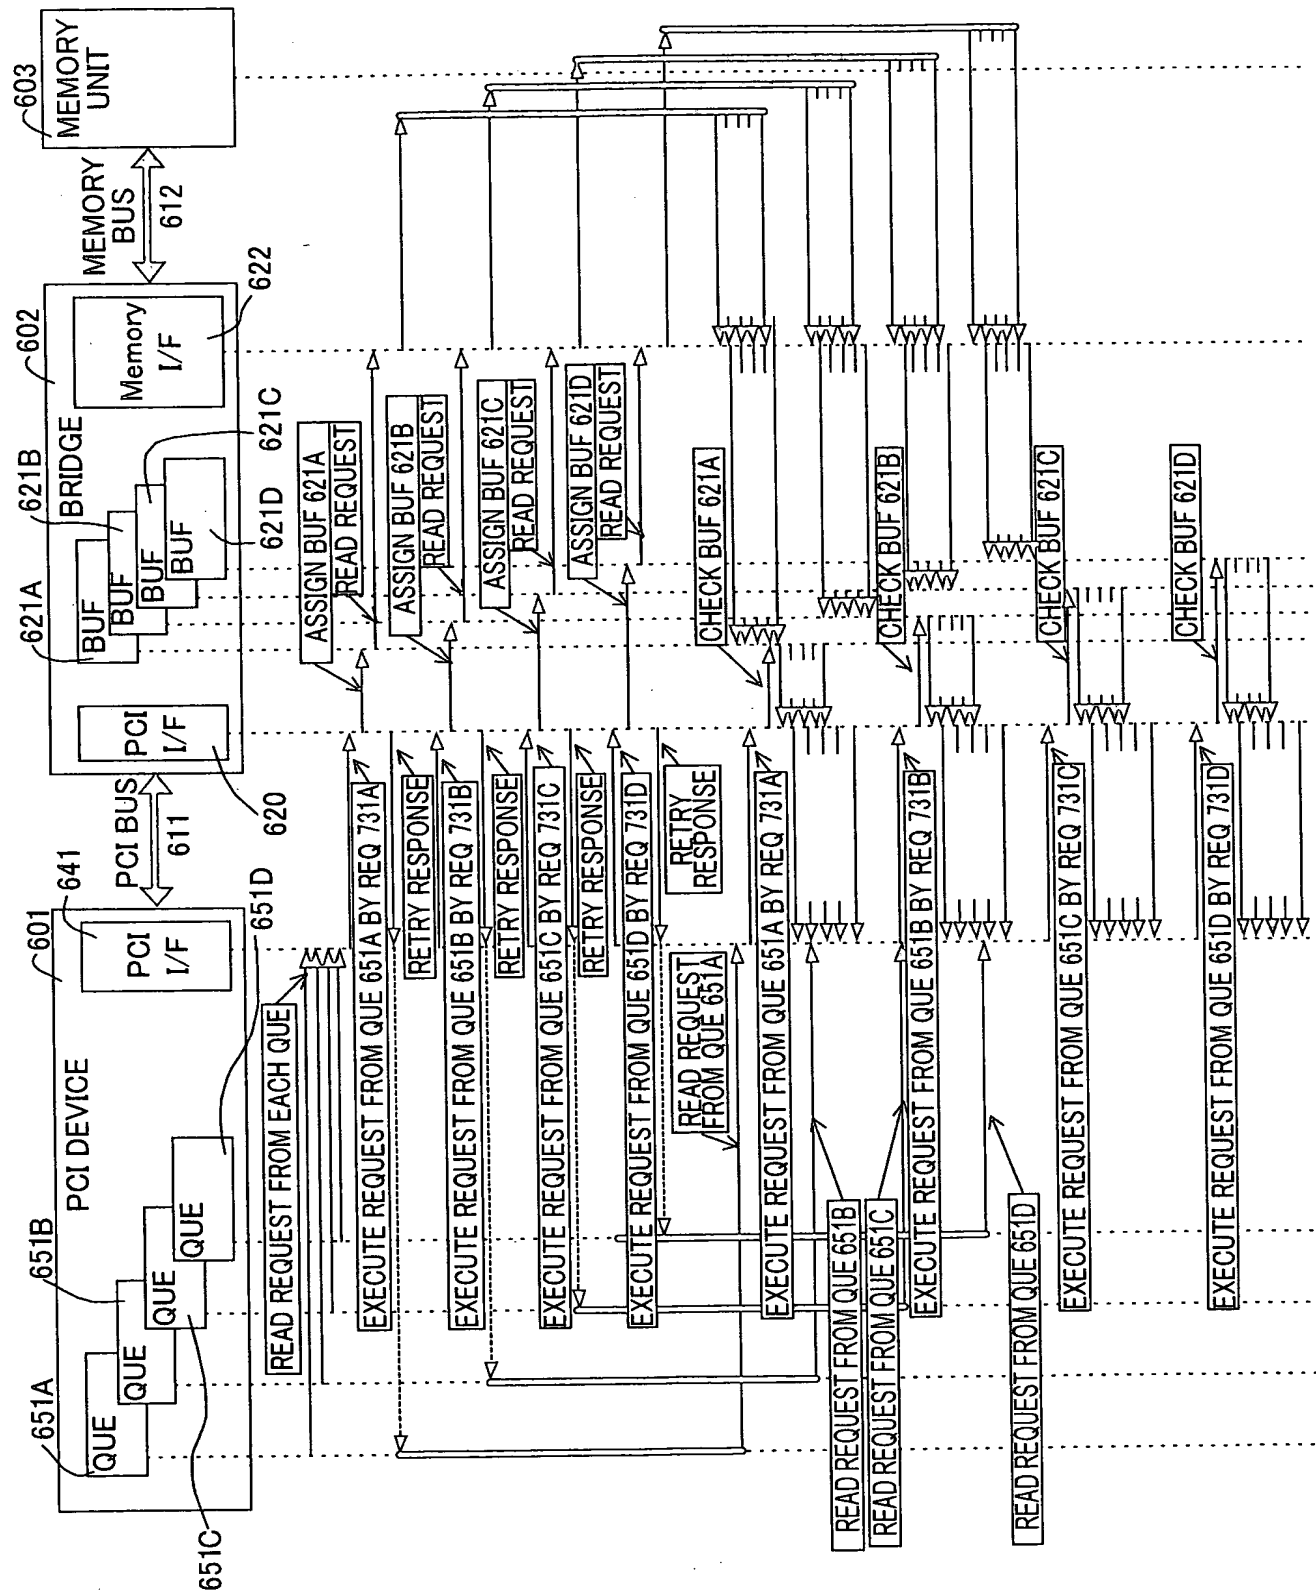 651A
651B
601
PCI DEVICE
QUE
QUE
QUE
QUE
651C
651D
641
PCI
I/F
PCI BUS
611
602
BRIDGE
PCI
I/F
620
621A
621B
BUF
BUF
BUF
BUF
621C
621D
Memory
I/F
622
MEMORY
BUS
612
603
MEMORY
UNIT
READ REQUEST FROM EACH QUE
ASSIGN BUF 621A
READ REQUEST
EXECUTE REQUEST FROM QUE 651A BY REQ 731A
RETRY RESPONSE
ASSIGN BUF 621B
READ REQUEST
EXECUTE REQUEST FROM QUE 651B BY REQ 731B
RETRY RESPONSE
ASSIGN BUF 621C
READ REQUEST
EXECUTE REQUEST FROM QUE 651C BY REQ 731C
RETRY RESPONSE
ASSIGN BUF 621D
READ REQUEST
EXECUTE REQUEST FROM QUE 651D BY REQ 731D
RETRY
RESPONSE
READ REQUEST
FROM QUE 651A
CHECK BUF 621A
EXECUTE REQUEST FROM QUE 651A BY REQ 731A
READ REQUEST FROM QUE 651B
READ REQUEST FROM QUE 651C
CHECK BUF 621B
EXECUTE REQUEST FROM QUE 651B BY REQ 731B
READ REQUEST FROM QUE 651D
CHECK BUF 621C
EXECUTE REQUEST FROM QUE 651C BY REQ 731C
CHECK BUF 621D
EXECUTE REQUEST FROM QUE 651D BY REQ 731D